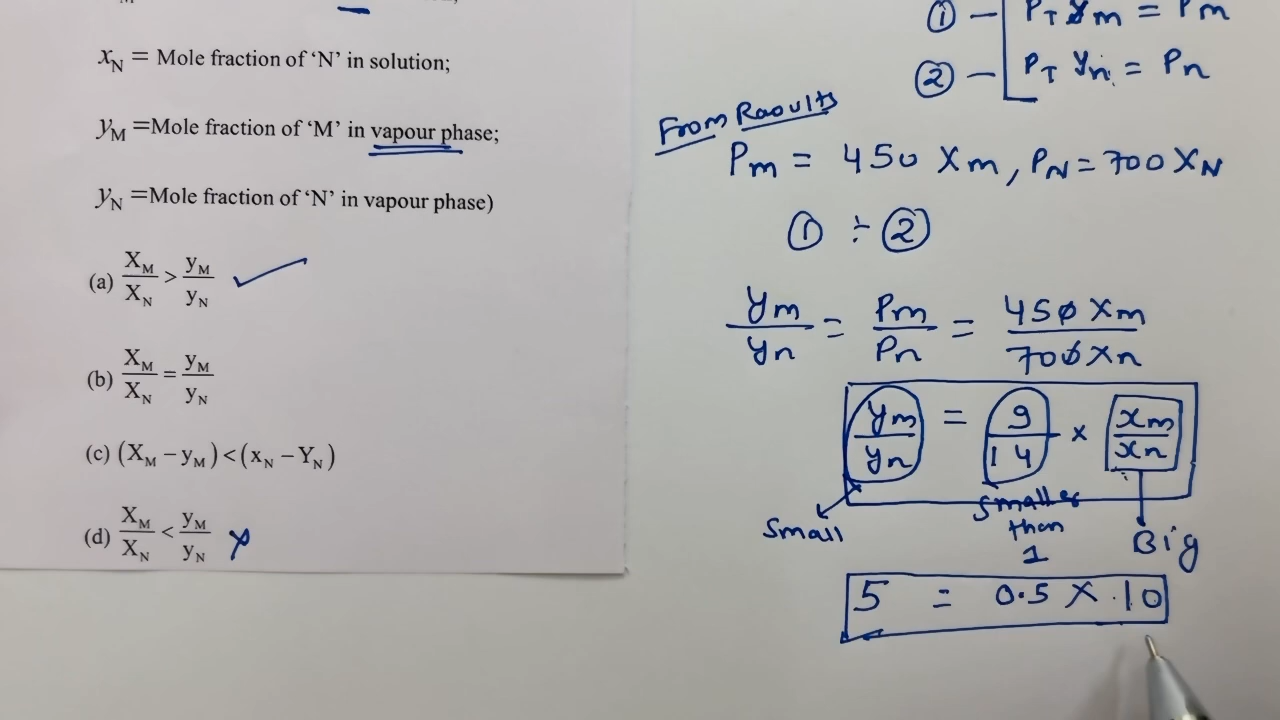 x_N = Mole fraction of 'N' in solution;
y_M =Mole fraction of 'M' in vapour phase;
y_N =Mole fraction of 'N' in vapour phase)
(a) X_M/X_N > y_M/y_N ✓
(b) X_M/X_N = y_M/y_N
(c) (X_M – y_M) < (x_N – Y_N)
(d) X_M/X_N < y_M/y_N ✗
① — P_T y_m = P_m
② — P_T y_n = P_n
From Raoults
P_m = 450 X_m, P_N = 700 X_N
① ÷ ②
y_m/y_n = P_m/P_n = 450 X_m/700 X_n
y_m/y_n = 9/14 × x_m/x_n
Small
smaller
than
1
Big
5 = 0.5 × 10